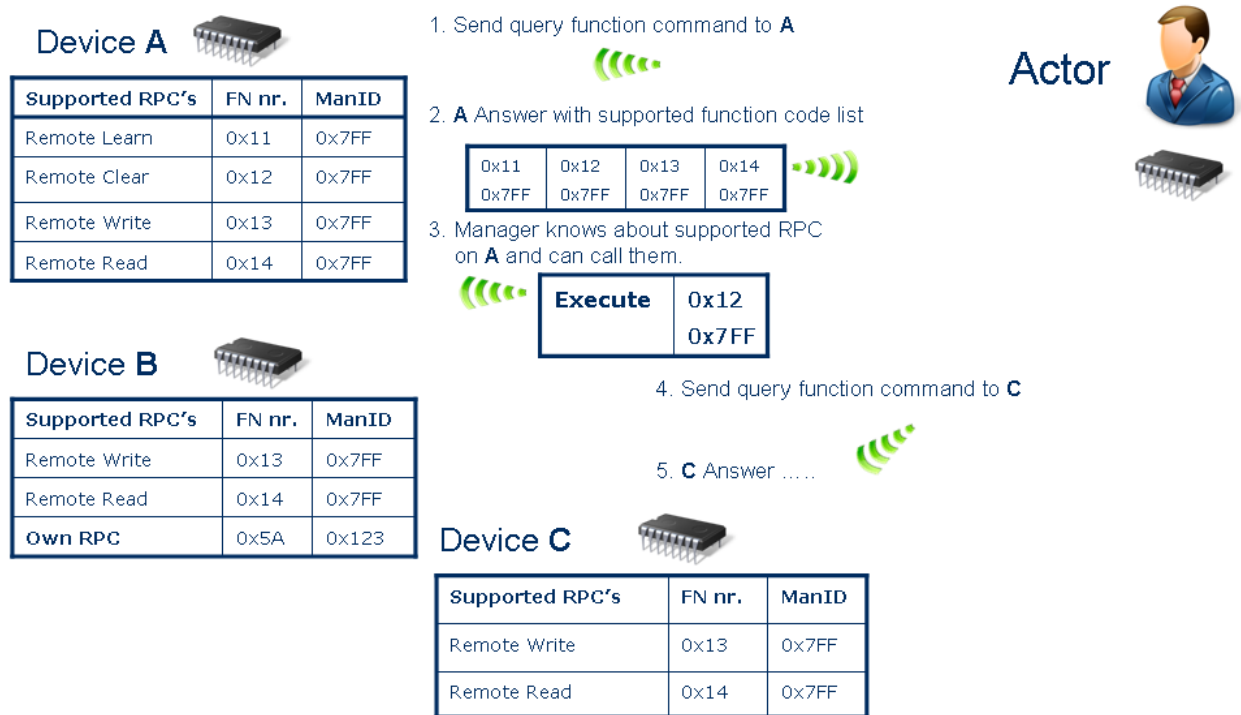 Device A
Supported RPC's FN nr. ManID
Remote Learn 0x11 0x7FF
Remote Clear 0x12 0x7FF
Remote Write 0x13 0x7FF
Remote Read 0x14 0x7FF
1. Send query function command to A
Actor
2. A Answer with supported function code list
0x11 0x12 0x13 0x14
0x7FF 0x7FF 0x7FF 0x7FF
3. Manager knows about supported RPC
on A and can call them.
Execute 0x12
0x7FF
Device B
Supported RPC's FN nr. ManID
Remote Write 0x13 0x7FF
Remote Read 0x14 0x7FF
Own RPC 0x5A 0x123
4. Send query function command to C
5. C Answer .....
Device C
Supported RPC's FN nr. ManID
Remote Write 0x13 0x7FF
Remote Read 0x14 0x7FF